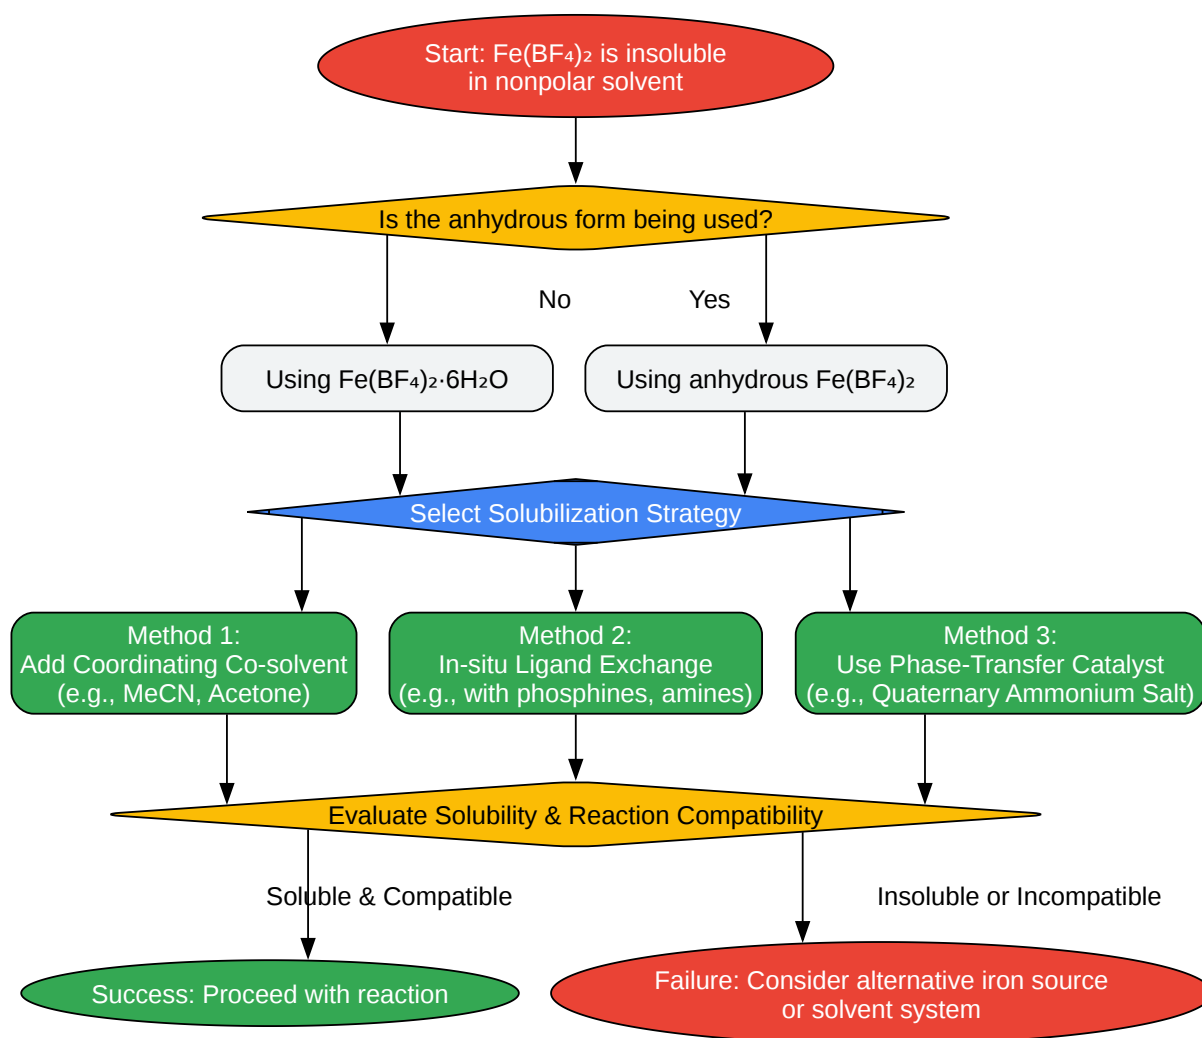 Start: Fe(BF₄)₂ is insoluble
in nonpolar solvent
Is the anhydrous form being used?
No
Yes
Using Fe(BF₄)₂·6H₂O
Using anhydrous Fe(BF₄)₂
Select Solubilization Strategy
Method 1:
Add Coordinating Co-solvent
(e.g., MeCN, Acetone)
Method 2:
In-situ Ligand Exchange
(e.g., with phosphines, amines)
Method 3:
Use Phase-Transfer Catalyst
(e.g., Quaternary Ammonium Salt)
Evaluate Solubility & Reaction Compatibility
Soluble & Compatible
Insoluble or Incompatible
Success: Proceed with reaction
Failure: Consider alternative iron source
or solvent system